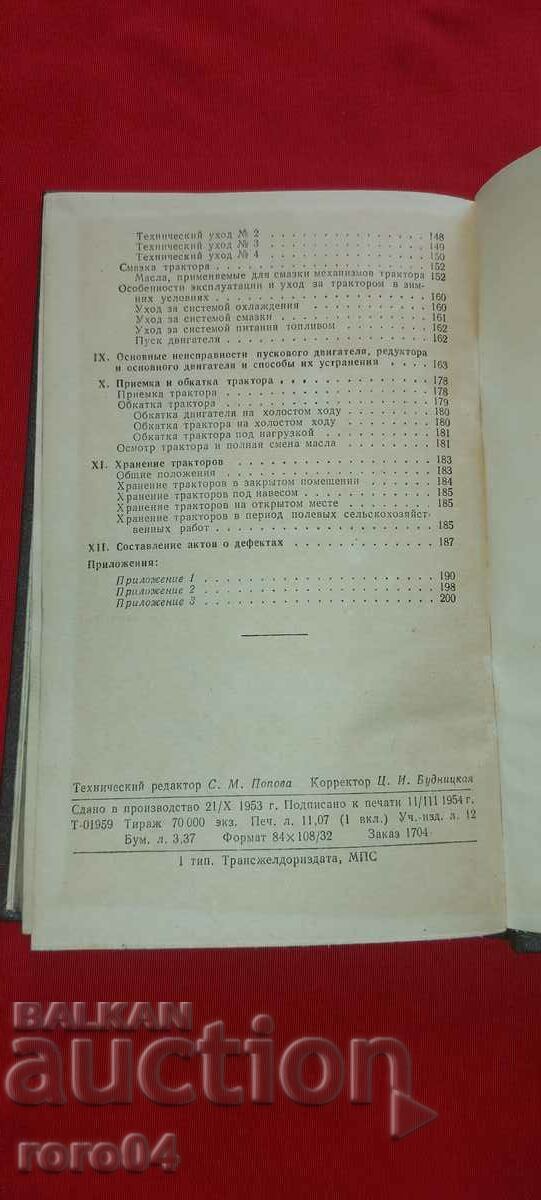 Технический уход № 2 . . . . . . . . . . . . . . 148
Технический уход № 3 . . . . . . . . . . . . . . 149
Технический уход № 4 . . . . . . . . . . . . . . 150
Смазка трактора . . . . . . . . . . . . . . . . . 152
Масла, применяемые для смазки механизмов трактора 152
Особенности эксплуатации и уход за трактором в зим-
них условиях . . . . . . . . . . . . . . . . . 160
Уход за системой охлаждения . . . . . . . . . . 160
Уход за системой смазки . . . . . . . . . . . . 161
Уход за системой питания топливом . . . . . . . 162
Пуск двигателя . . . . . . . . . . . . . . . . 162
IX. Основные неисправности пускового двигателя, редуктора
и основного двигателя и способы их устранения . . . . 163
X. Приемка и обкатка трактора . . . . . . . . . . . . 178
Приемка трактора . . . . . . . . . . . . . . . . 178
Обкатка трактора . . . . . . . . . . . . . . . . 179
Обкатка двигателя на холостом ходу . . . . . . 180
Обкатка трактора на холостом ходу . . . . . . 180
Обкатка трактора под нагрузкой . . . . . . . . 181
Осмотр трактора и полная смена масла . . . . . . 181
XI. Хранение тракторов . . . . . . . . . . . . . . . 183
Общие положения . . . . . . . . . . . . . . . . 183
Хранение тракторов в закрытом помещении . . . . . 184
Хранение тракторов под навесом . . . . . . . . . 185
Хранение тракторов на открытом месте . . . . . . 185
Хранение тракторов в период полевых сельскохозяйст-
венных работ . . . . . . . . . . . . . . . . . 185
XII. Составление актов о дефектах . . . . . . . . . . 187
Приложения:
Приложение 1 . . . . . . . . . . . . . . . . . . 190
Приложение 2 . . . . . . . . . . . . . . . . . . 198
Приложение 3 . . . . . . . . . . . . . . . . . . 200
Технический редактор С. М. Попова Корректор Ц. И. Будницкая
Сдано в производство 21/X 1953 г. Подписано к печати 11/III 1954 г.
Т-01959 Тираж 70 000 экз. Печ. л. 11,07 (1 вкл.) Уч.-изд. л. 12
Бум. л. 3,37 Формат 84×108/32 Заказ 1704
1 тип. Трансжелдориздата, МПС
BALKAN
auction
roro04